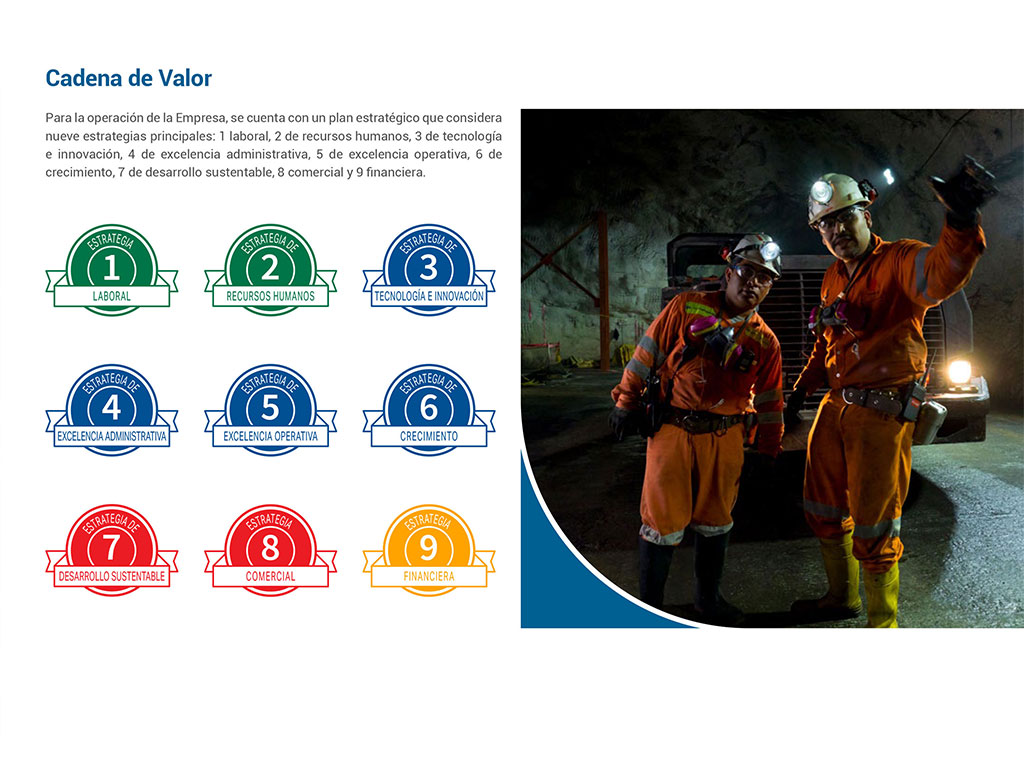 Cadena de Valor
Para la operación de la Empresa, se cuenta con un plan estratégico que considera
nueve estrategias principales: 1 laboral, 2 de recursos humanos, 3 de tecnología
e innovación, 4 de excelencia administrativa, 5 de excelencia operativa, 6 de
crecimiento, 7 de desarrollo sustentable, 8 comercial y 9 financiera.
ESTRATEGIA
1
LABORAL
ESTRATEGIA DE
2
RECURSOS HUMANOS
ESTRATEGIA DE
3
TECNOLOGÍA E INNOVACIÓN
ESTRATEGIA DE
4
EXCELENCIA ADMINISTRATIVA
ESTRATEGIA DE
5
EXCELENCIA OPERATIVA
ESTRATEGIA DE
6
CRECIMIENTO
ESTRATEGIA DE
7
DESARROLLO SUSTENTABLE
ESTRATEGIA
8
COMERCIAL
ESTRATEGIA
9
FINANCIERA